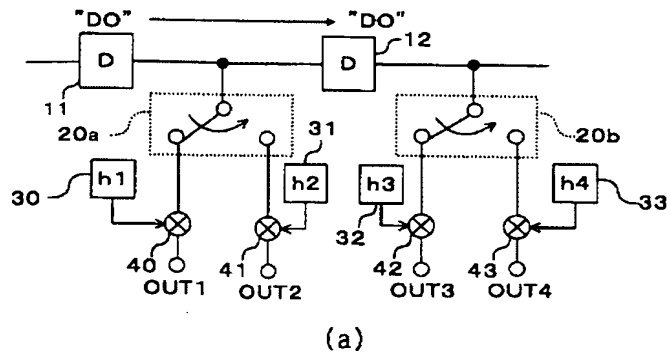 "DO" "DO"
12
D D
11
20a 31 20b
h1 h2 h3 h4
30 32 33
40 41 42 43
OUT1 OUT2 OUT3 OUT4
(a)